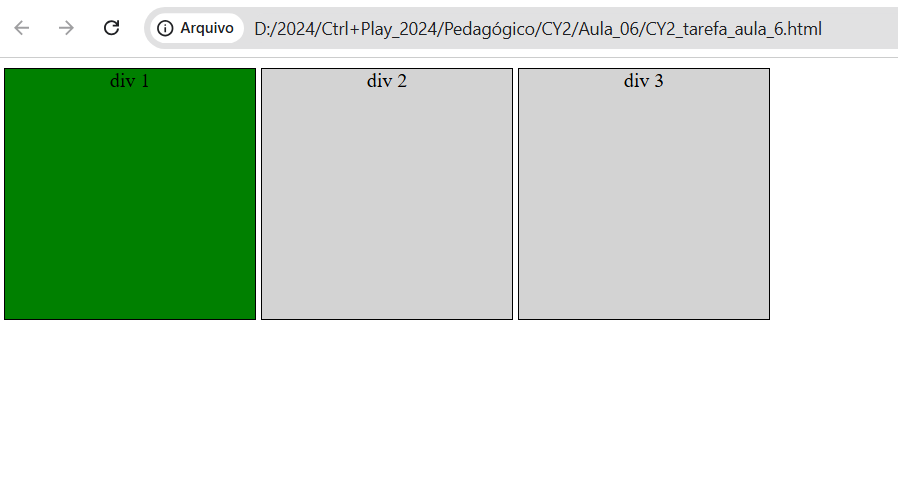 Arquivo D:/2024/Ctrl+Play_2024/Pedagógico/CY2/Aula_06/CY2_tarefa_aula_6.html
div 1 div 2 div 3